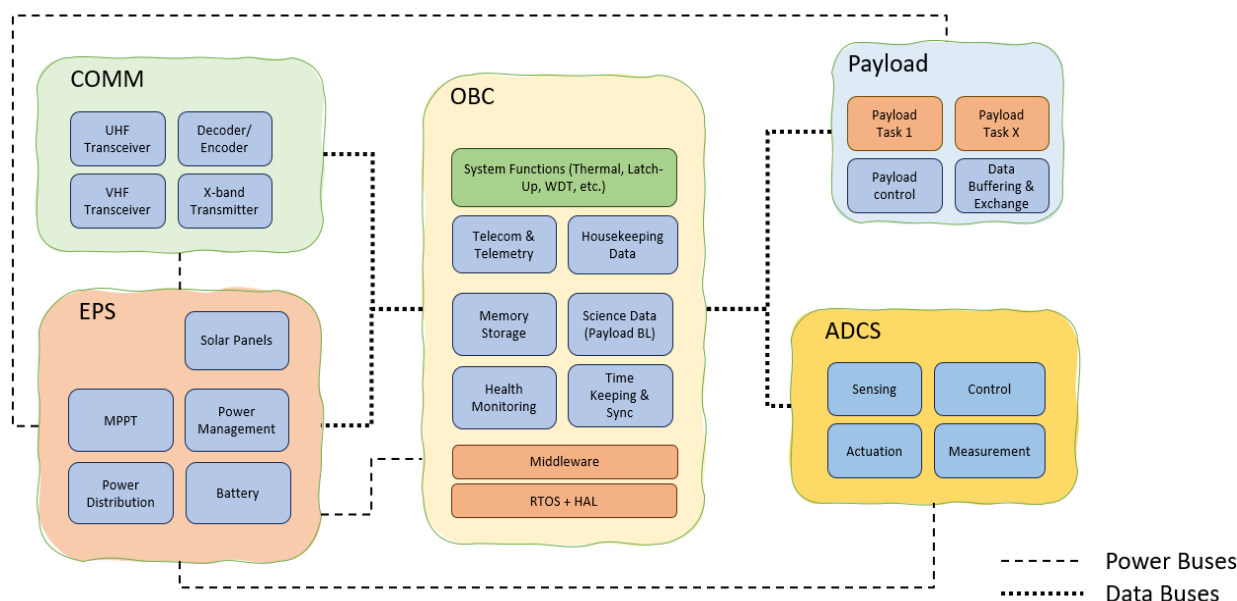 COMM
UHF
Transceiver
Decoder/
Encoder
VHF
Transceiver
X-band
Transmitter
EPS
Solar Panels
MPPT
Power
Management
Power
Distribution
Battery
OBC
System Functions (Thermal, Latch-
Up, WDT, etc.)
Telecom &
Telemetry
Housekeeping
Data
Memory
Storage
Science Data
(Payload BL)
Health
Monitoring
Time
Keeping &
Sync
Middleware
RTOS + HAL
Payload
Payload
Task 1
Payload
Task X
Payload
control
Data
Buffering &
Exchange
ADCS
Sensing
Control
Actuation
Measurement
Power Buses
Data Buses